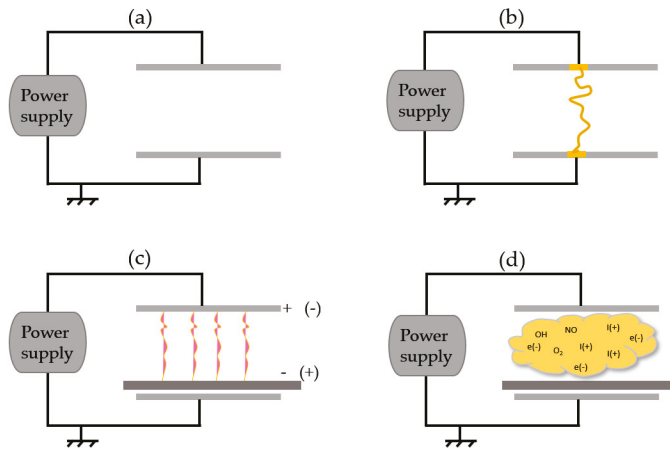 (a)
Power
supply
(b)
Power
supply
(c)
Power
supply
+ (-)
- (+)
(d)
Power
supply
OH NO I(+)
e(-) O₂ I(+) e(-)
I(+)
e(-)